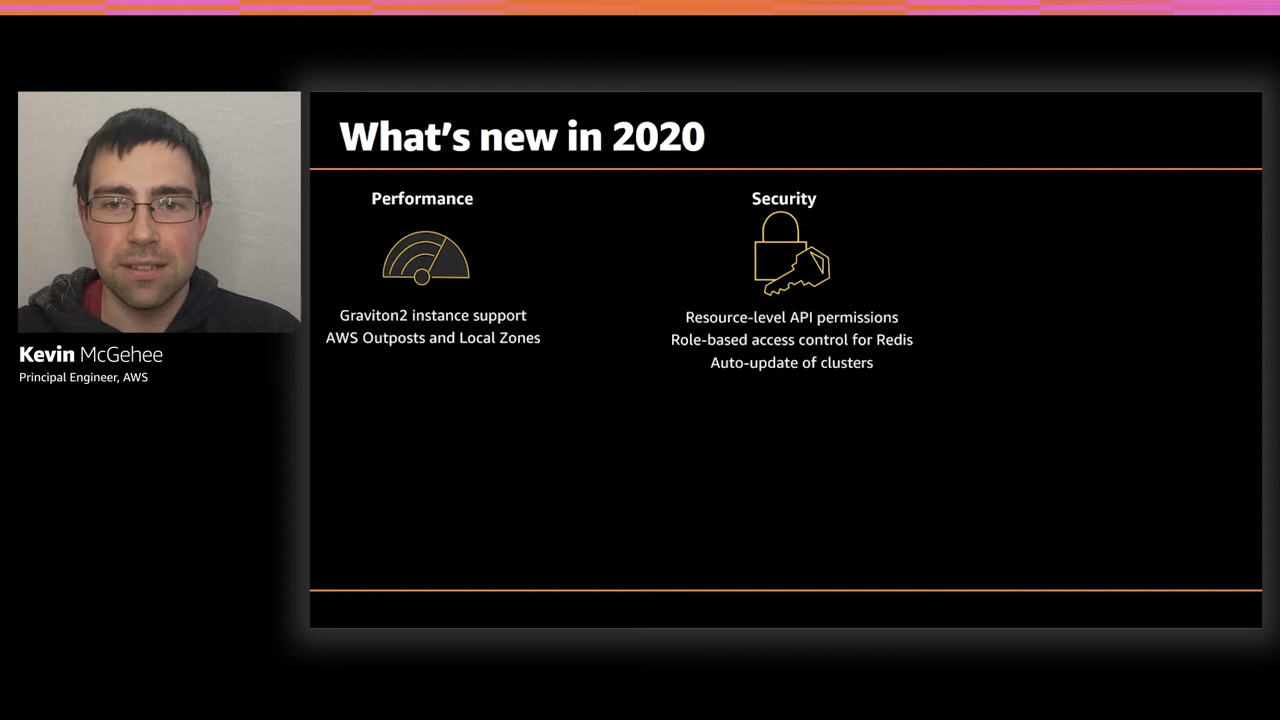 What's new in 2020
Performance
Graviton2 instance support
AWS Outposts and Local Zones
Security
Resource-level API permissions
Role-based access control for Redis
Auto-update of clusters
Kevin McGehee
Principal Engineer, AWS